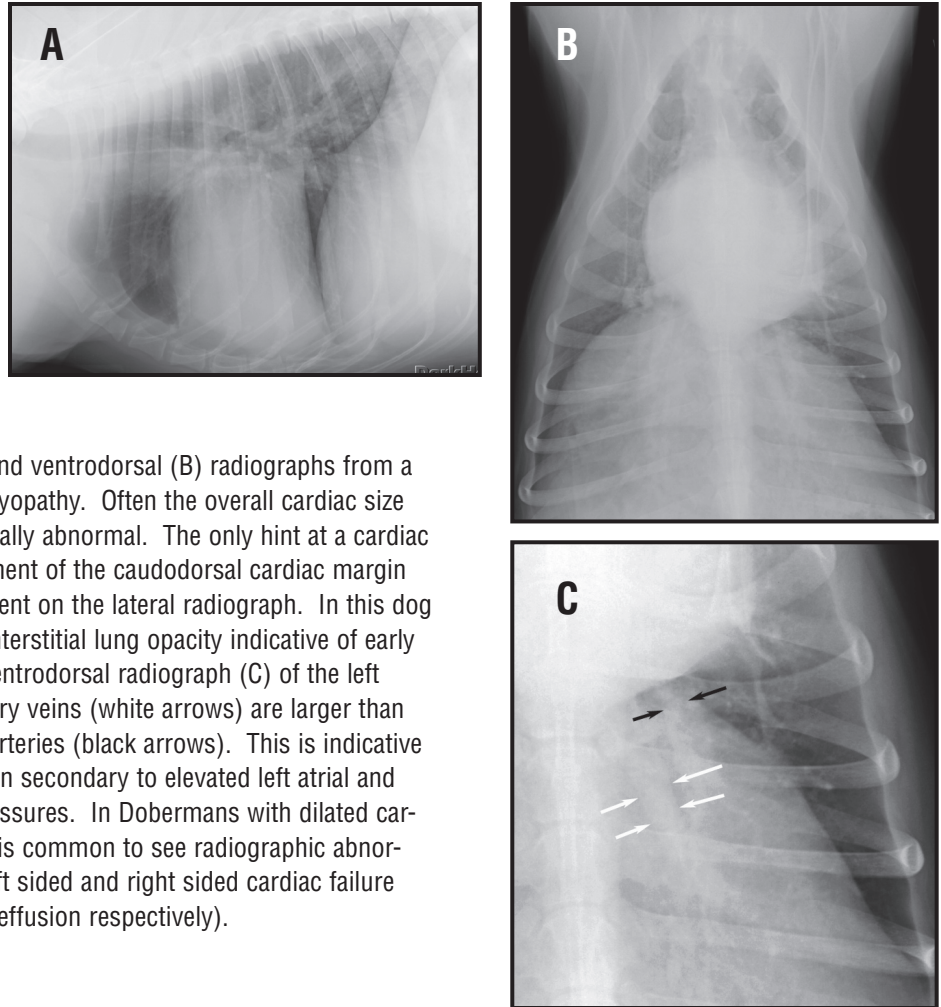 A
B
nd ventrodorsal (B) radiographs from a
yopathy. Often the overall cardiac size
ally abnormal. The only hint at a cardiac
nent of the caudodorsal cardiac margin
ent on the lateral radiograph. In this dog
nterstitial lung opacity indicative of early
entrodorsal radiograph (C) of the left
ry veins (white arrows) are larger than
rteries (black arrows). This is indicative
n secondary to elevated left atrial and
ssures. In Dobermans with dilated car-
is common to see radiographic abnor-
ft sided and right sided cardiac failure
effusion respectively).
C